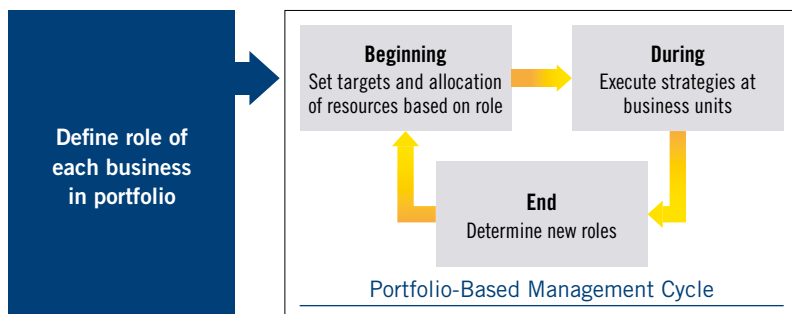 Define role of
each business
in portfolio
Beginning
Set targets and allocation
of resources based on role
During
Execute strategies at
business units
End
Determine new roles
Portfolio-Based Management Cycle